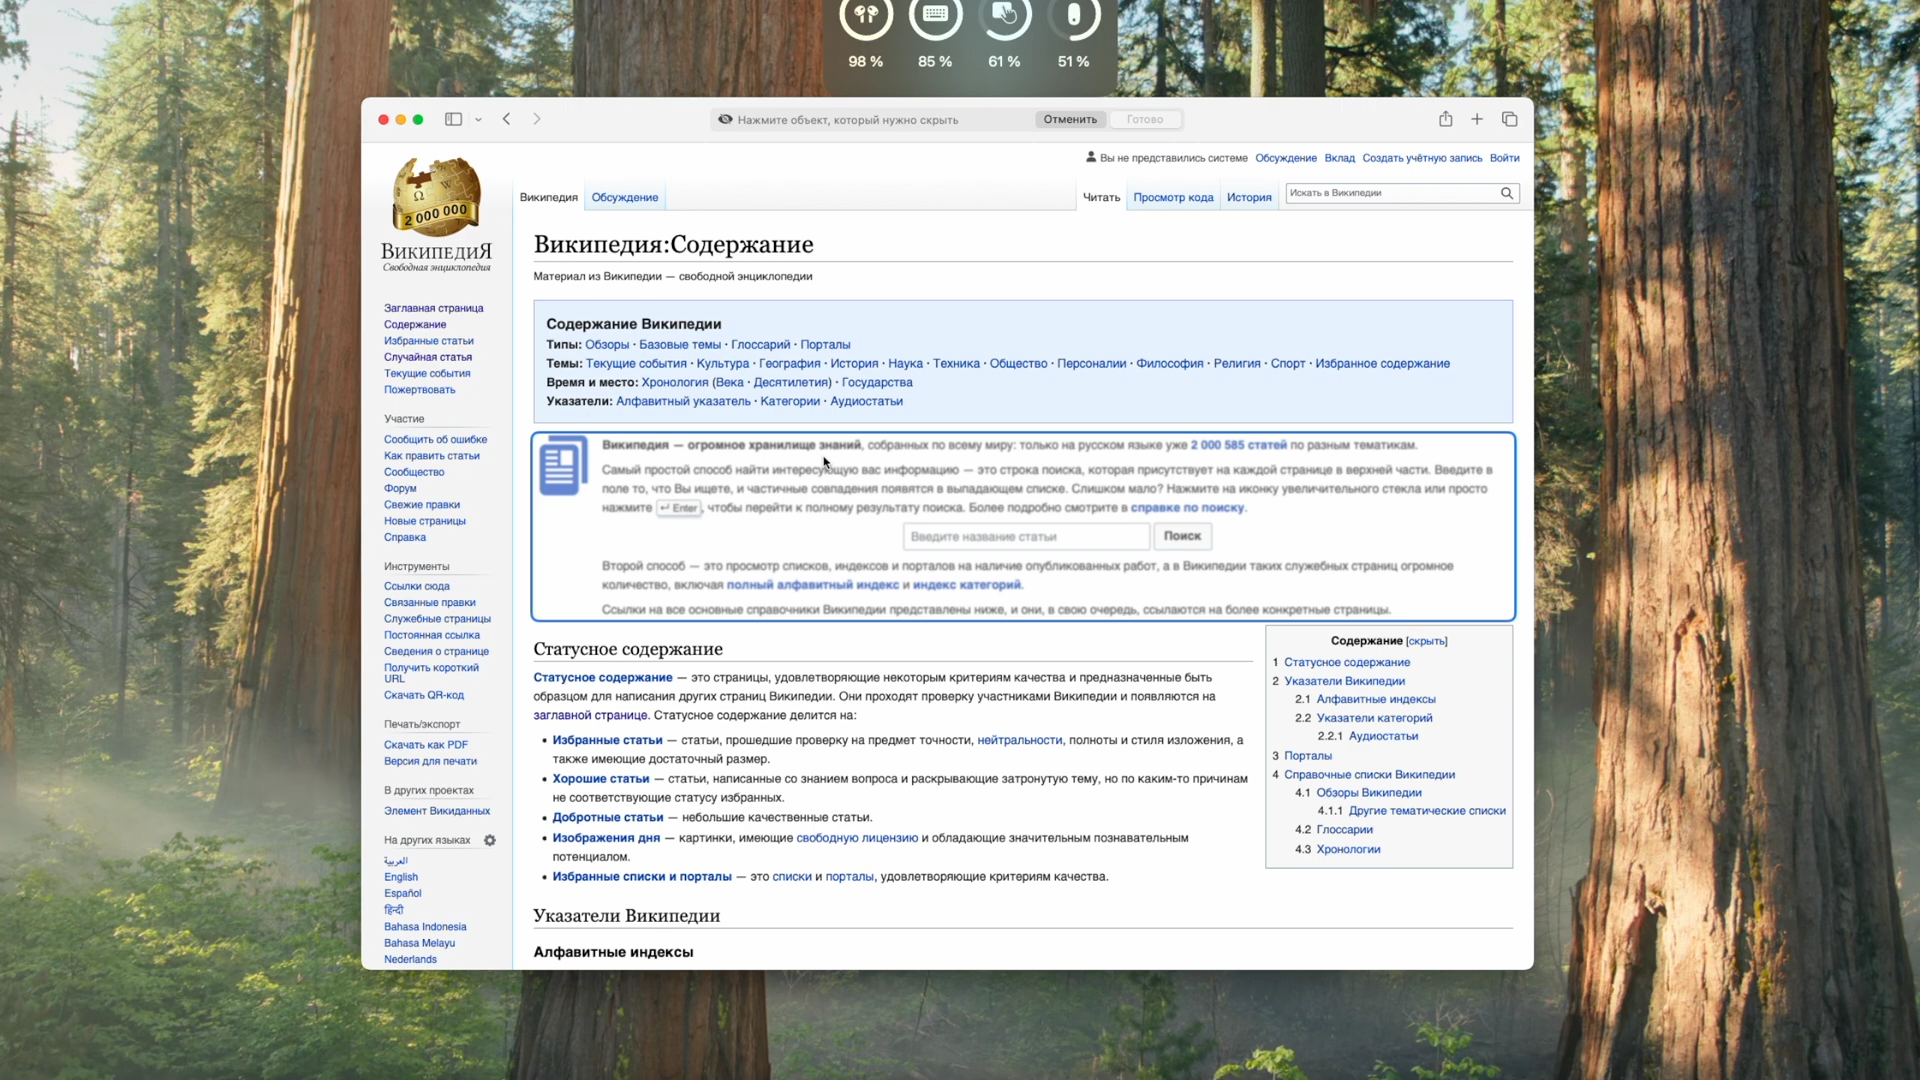 98 % 85 % 61 % 51 %
Нажмите объект, который нужно скрыть Отменить Готово
Вы не представились системе Обсуждение Вклад Создать учётную запись Войти
Википедия Обсуждение Читать Просмотр кода История Искать в Википедии
Ω W
2 000 000
ВИКИПЕДИЯ
Свободная энциклопедия
Заглавная страница
Содержание
Избранные статьи
Случайная статья
Текущие события
Пожертвовать
Участие
Сообщить об ошибке
Как править статьи
Сообщество
Форум
Свежие правки
Новые страницы
Справка
Инструменты
Ссылки сюда
Связанные правки
Служебные страницы
Постоянная ссылка
Сведения о странице
Получить короткий
URL
Скачать QR-код
Печать/экспорт
Скачать как PDF
Версия для печати
В других проектах
Элемент Викиданных
На других языках
العربية
English
Español
हिन्दी
Bahasa Indonesia
Bahasa Melayu
Nederlands
Википедия:Содержание
Материал из Википедии — свободной энциклопедии
Содержание Википедии
Типы: Обзоры · Базовые темы · Глоссарий · Порталы
Темы: Текущие события · Культура · География · История · Наука · Техника · Общество · Персоналии · Философия · Религия · Спорт · Избранное содержание
Время и место: Хронология (Века · Десятилетия) · Государства
Указатели: Алфавитный указатель · Категории · Аудиостатьи
Википедия — огромное хранилище знаний, собранных по всему миру: только на русском языке уже 2 000 585 статей по разным тематикам.
Самый простой способ найти интересующую вас информацию — это строка поиска, которая присутствует на каждой странице в верхней части. Введите в
поле то, что Вы ищете, и частичные совпадения появятся в выпадающем списке. Слишком мало? Нажмите на иконку увеличительного стекла или просто
нажмите ↵ Enter, чтобы перейти к полному результату поиска. Более подробно смотрите в справке по поиску.
Введите название статьи Поиск
Второй способ — это просмотр списков, индексов и порталов на наличие опубликованных работ, а в Википедии таких служебных страниц огромное
количество, включая полный алфавитный индекс и индекс категорий.
Ссылки на все основные справочники Википедии представлены ниже, и они, в свою очередь, ссылаются на более конкретные страницы.
Статусное содержание
Статусное содержание — это страницы, удовлетворяющие некоторым критериям качества и предназначенные быть
образцом для написания других страниц Википедии. Они проходят проверку участниками Википедии и появляются на
заглавной странице. Статусное содержание делится на:
• Избранные статьи — статьи, прошедшие проверку на предмет точности, нейтральности, полноты и стиля изложения, а
также имеющие достаточный размер.
• Хорошие статьи — статьи, написанные со знанием вопроса и раскрывающие затронутую тему, но по каким-то причинам
не соответствующие статусу избранных.
• Добротные статьи — небольшие качественные статьи.
• Изображения дня — картинки, имеющие свободную лицензию и обладающие значительным познавательным
потенциалом.
• Избранные списки и порталы — это списки и порталы, удовлетворяющие критериям качества.
Содержание [скрыть]
1 Статусное содержание
2 Указатели Википедии
2.1 Алфавитные индексы
2.2 Указатели категорий
2.2.1 Аудиостатьи
3 Порталы
4 Справочные списки Википедии
4.1 Обзоры Википедии
4.1.1 Другие тематические списки
4.2 Глоссарии
4.3 Хронологии
Указатели Википедии
Алфавитные индексы